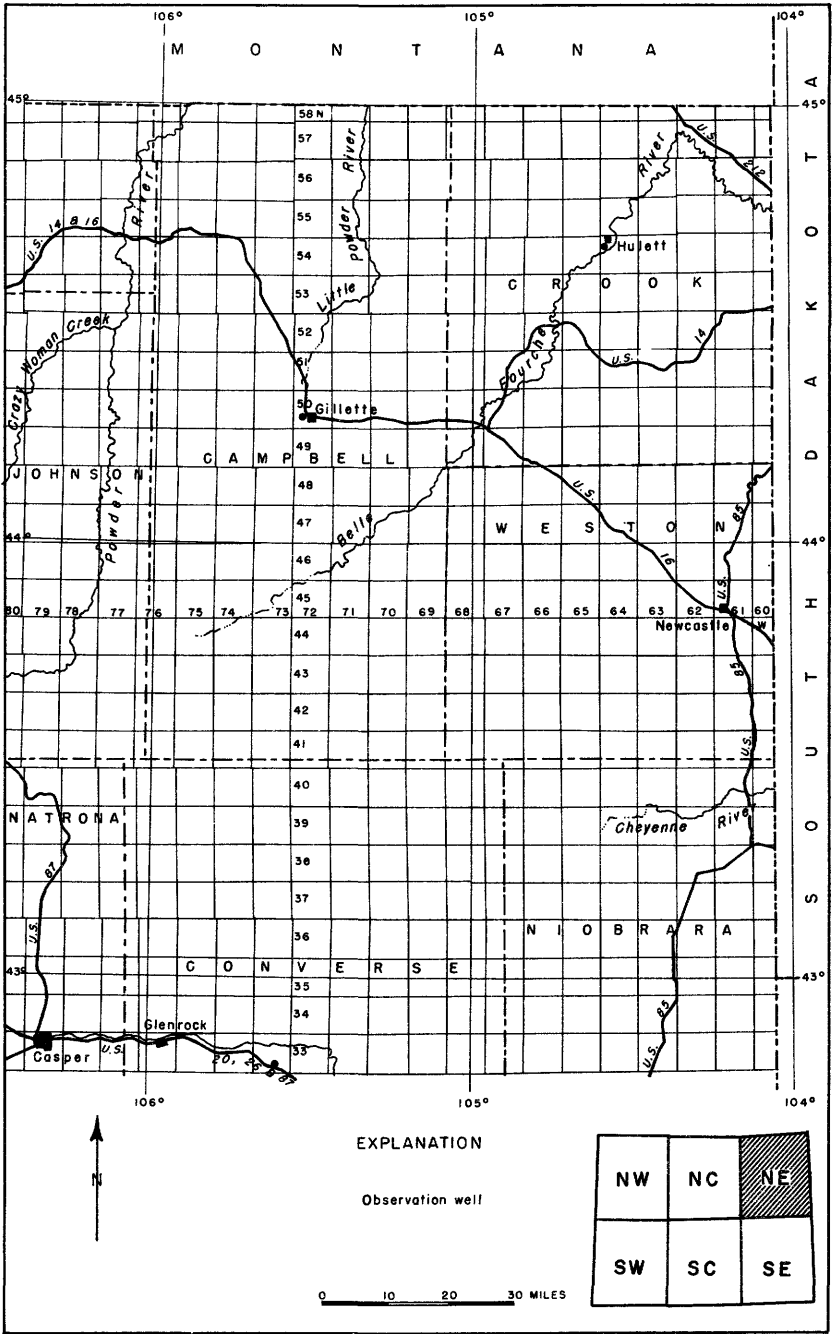 106° 105° 104°
M O N T A N A
45° 45°
58 N
57
56
55
54
53
52
51
50
49
48
47
46
44
43
42
41
40
39
38
37
36
35
34
33
River
Little Powder River
River
U.S. 212
U.S. 14 & 16
Hulett
C R O O K
Crazy Woman Creek
Fourche
U.S. 14
Gillette
C A M P B E L L
JOHNSON
Powder
Belle
U.S. 16
W E S T O N
U.S. 85
44° 44°
80 79 78 77 76 75 74 73 72 71 70 69 68 67 66 65 64 63 62 61 60 W
Newcastle
85
U.S.
NATRONA
Cheyenne River
U.S. 87
N I O B R A R A
C O N V E R S E
43° 43°
Glenrock
Casper
U.S. 20, 26 & 87
U.S. 85
S O U T H D A K O T A
106° 105° 104°
N
EXPLANATION
Observation well
0 10 20 30 MILES
NW NC NE
SW SC SE